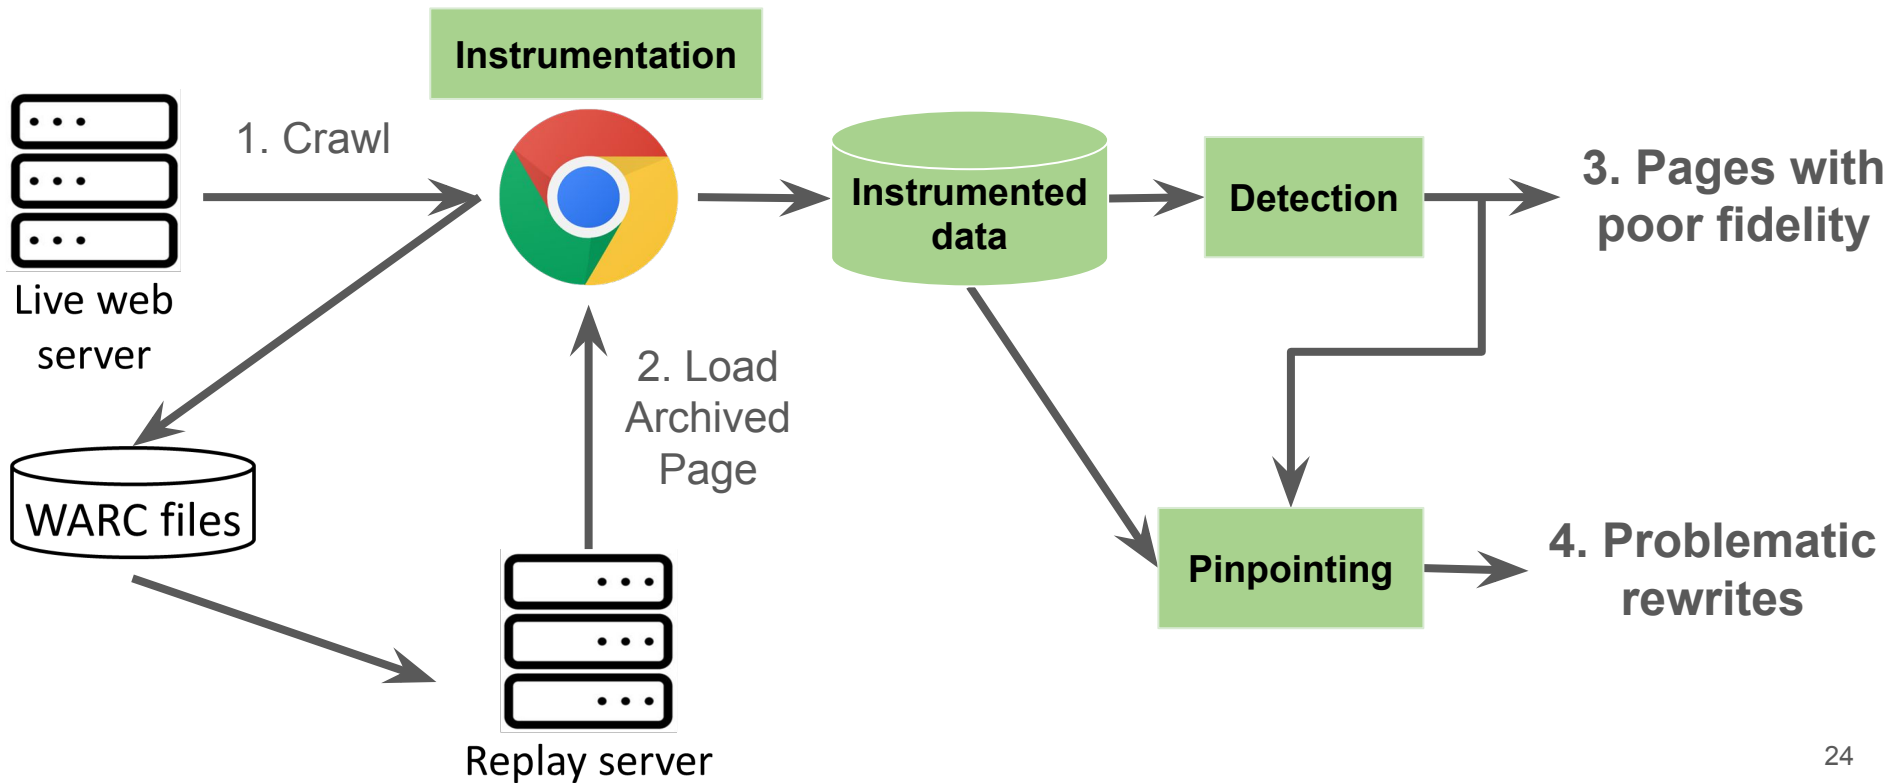 Instrumentation
1. Crawl
Live web
server
Instrumented
data
Detection
3. Pages with
poor fidelity
2. Load
Archived
Page
WARC files
Replay server
Pinpointing
4. Problematic
rewrites
24